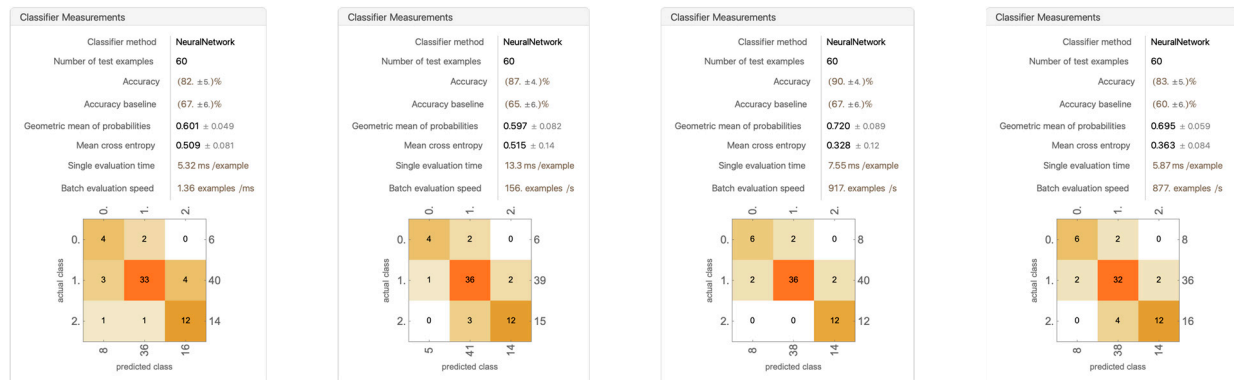 Classifier Measurements
Classifier method NeuralNetwork
Number of test examples 60
Accuracy (82. ±5.)%
Accuracy baseline (67. ±6.)%
Geometric mean of probabilities 0.601 ± 0.049
Mean cross entropy 0.509 ± 0.081
Single evaluation time 5.32 ms /example
Batch evaluation speed 1.36 examples /ms
0. 1. 2.
0. 4 2 0 6
1. 3 33 4 40
2. 1 1 12 14
actual class
8 36 16
predicted class
Classifier Measurements
Classifier method NeuralNetwork
Number of test examples 60
Accuracy (87. ±4.)%
Accuracy baseline (65. ±6.)%
Geometric mean of probabilities 0.597 ± 0.082
Mean cross entropy 0.515 ± 0.14
Single evaluation time 13.3 ms /example
Batch evaluation speed 156. examples /s
0. 1. 2.
0. 4 2 0 6
1. 1 36 2 39
2. 0 3 12 15
actual class
5 41 14
predicted class
Classifier Measurements
Classifier method NeuralNetwork
Number of test examples 60
Accuracy (90. ±4.)%
Accuracy baseline (67. ±6.)%
Geometric mean of probabilities 0.720 ± 0.089
Mean cross entropy 0.328 ± 0.12
Single evaluation time 7.55 ms /example
Batch evaluation speed 917. examples /s
0. 1. 2.
0. 6 2 0 8
1. 2 36 2 40
2. 0 0 12 12
actual class
8 38 14
predicted class
Classifier Measurements
Classifier method NeuralNetwork
Number of test examples 60
Accuracy (83. ±5.)%
Accuracy baseline (60. ±6.)%
Geometric mean of probabilities 0.695 ± 0.059
Mean cross entropy 0.363 ± 0.084
Single evaluation time 5.87 ms /example
Batch evaluation speed 877. examples /s
0. 1. 2.
0. 6 2 0 8
1. 2 32 2 36
2. 0 4 12 16
actual class
8 38 14
predicted class